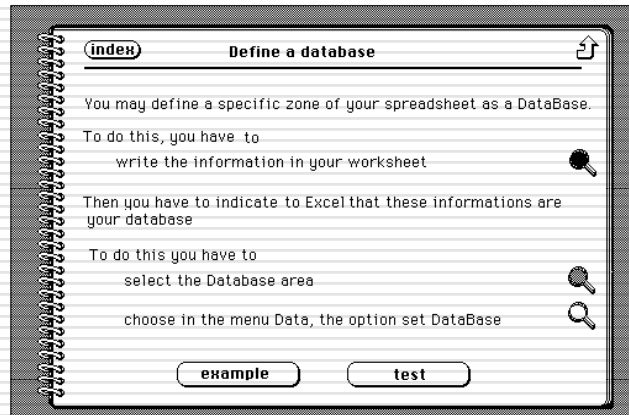 index
Define a database
You may define a specific zone of your spreadsheet as a DataBase.
To do this, you have to
write the information in your worksheet
Then you have to indicate to Excel that these informations are
your database
To do this you have to
select the Database area
choose in the menu Data, the option set DataBase
example
test